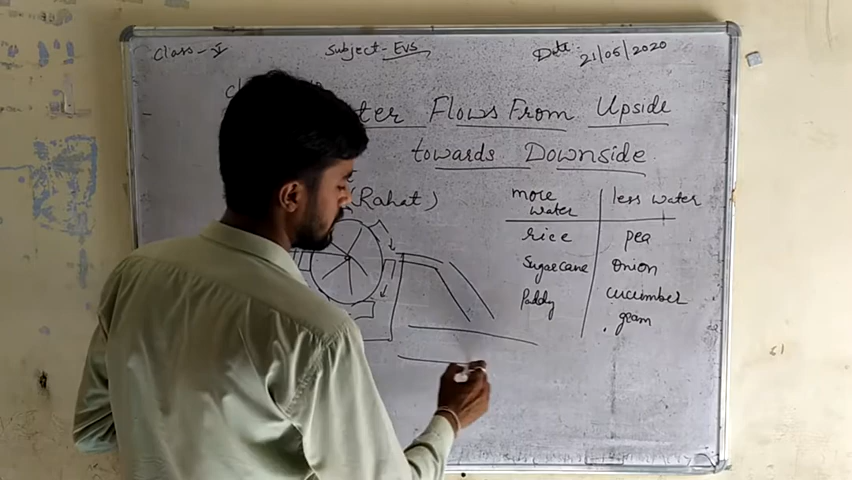 Class - V Subject - EVS Date: 21/05/2020
Flows From Upside
towards Downside
(Rahat)
more water less water
rice pea
Sugarcane onion
Paddy cucumber
gram